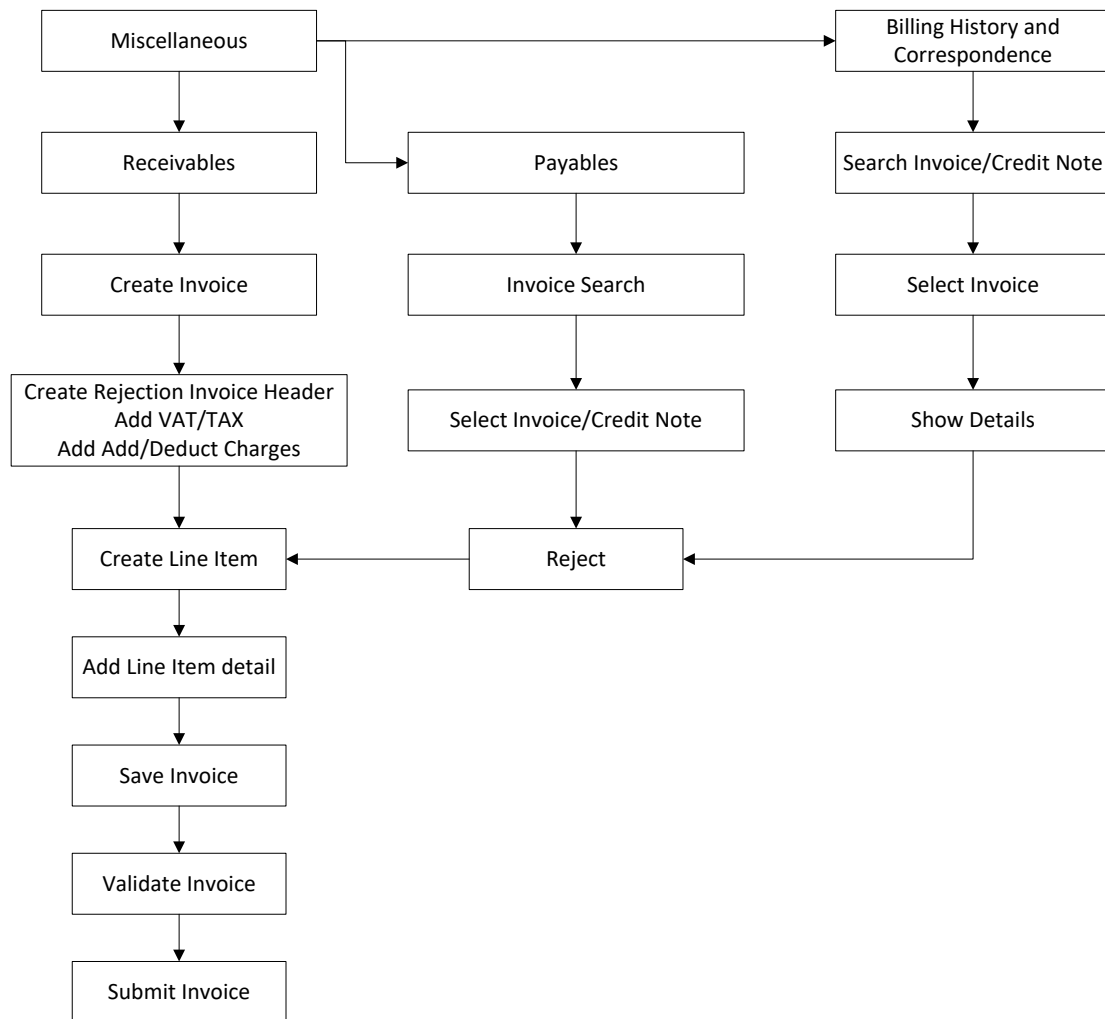 Miscellaneous
Billing History and
Correspondence
Receivables
Payables
Search Invoice/Credit Note
Create Invoice
Invoice Search
Select Invoice
Create Rejection Invoice Header
Add VAT/TAX
Add Add/Deduct Charges
Select Invoice/Credit Note
Show Details
Create Line Item
Reject
Add Line Item detail
Save Invoice
Validate Invoice
Submit Invoice